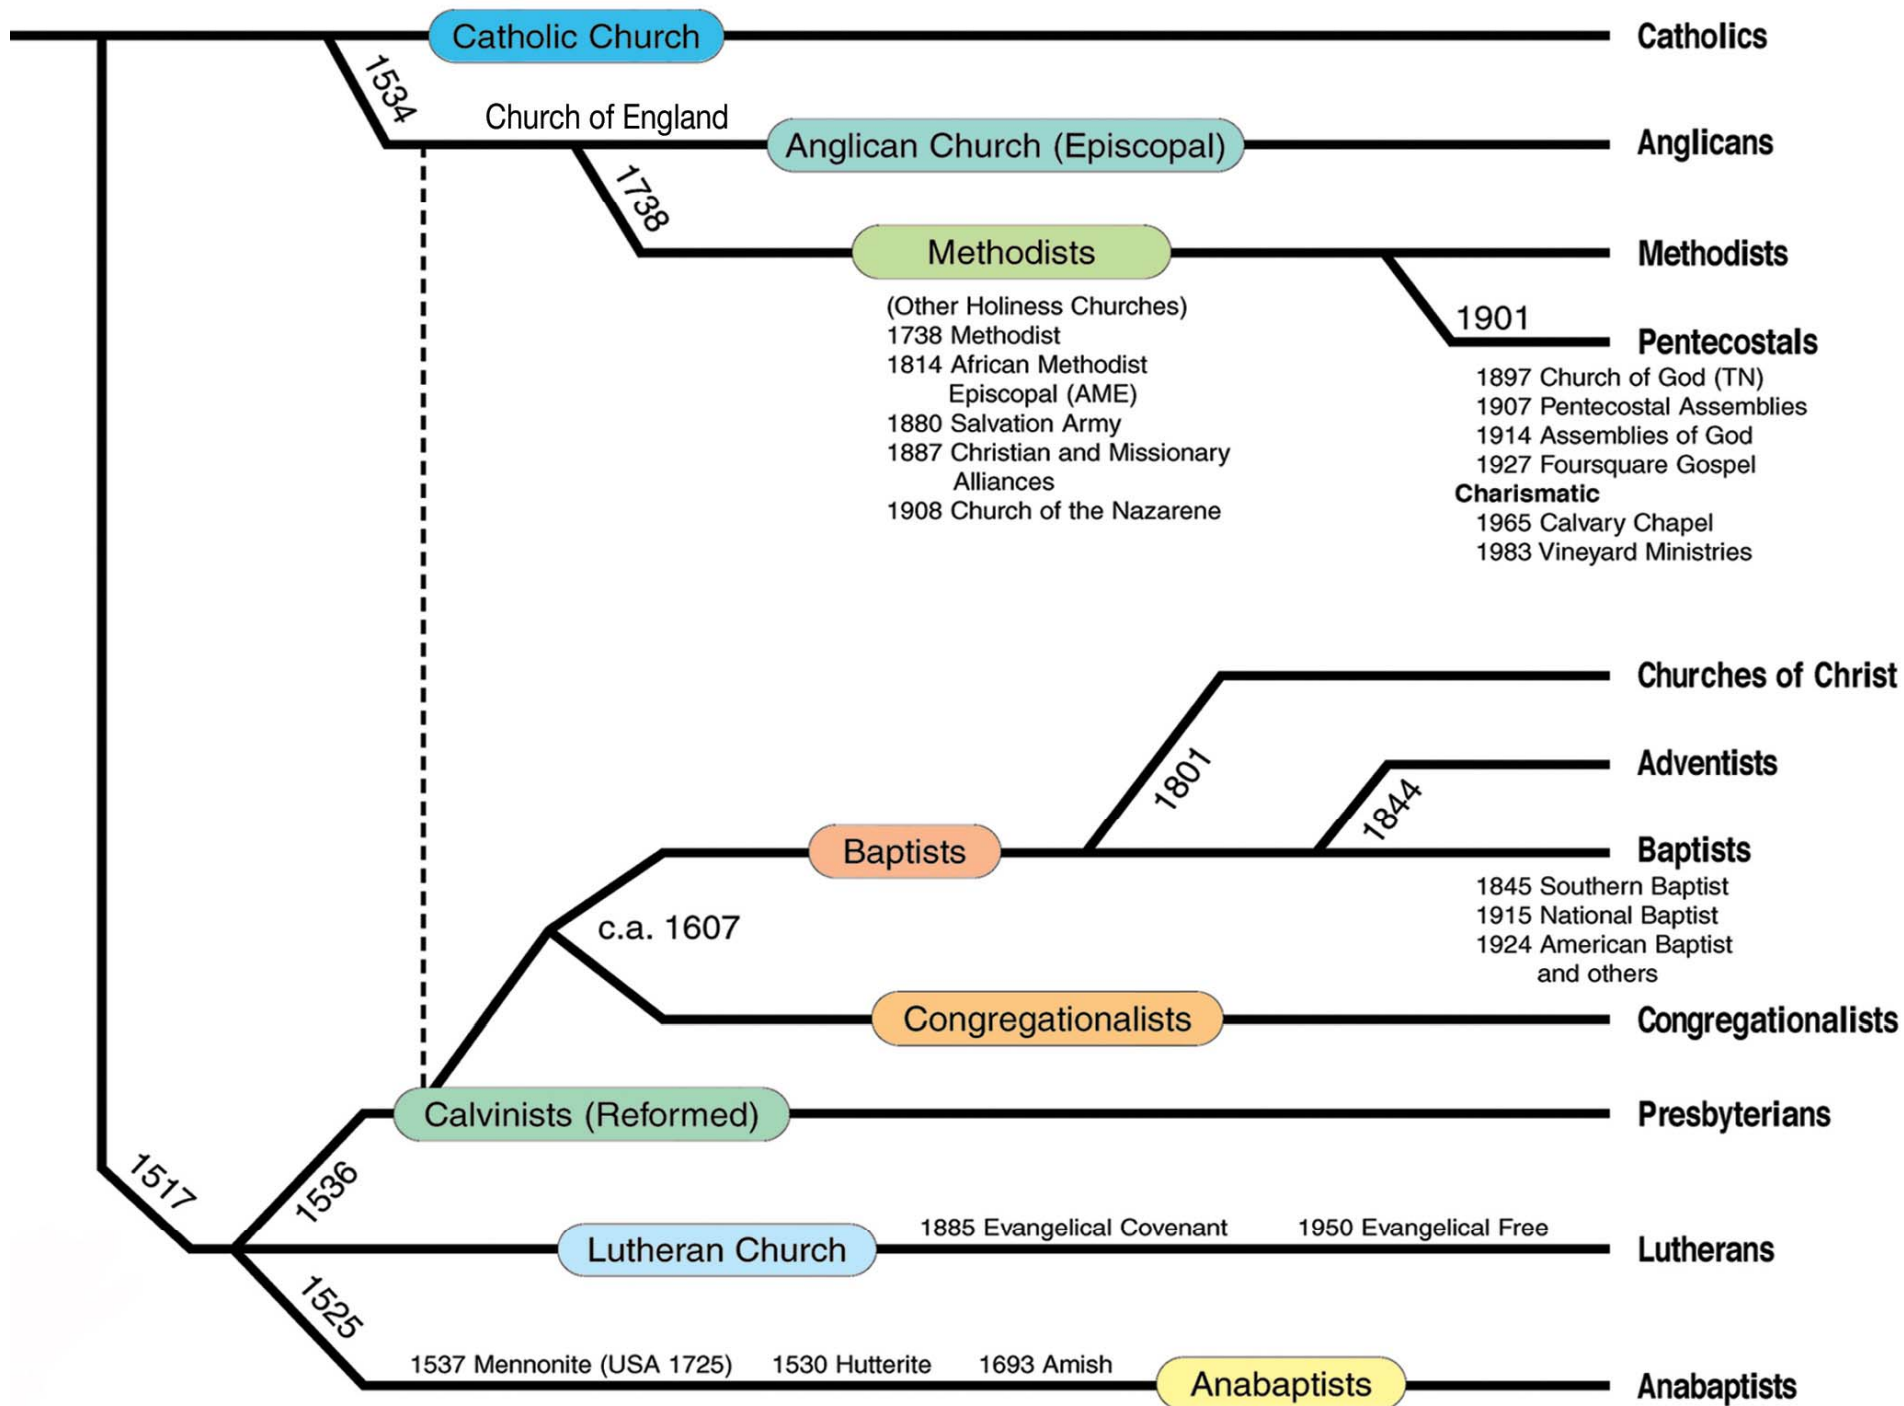 Catholic Church
Catholics
1534
Church of England
Anglican Church (Episcopal)
Anglicans
1738
Methodists
Methodists
(Other Holiness Churches)
1738 Methodist
1814 African Methodist
Episcopal (AME)
1880 Salvation Army
1887 Christian and Missionary
Alliances
1908 Church of the Nazarene
1901
Pentecostals
1897 Church of God (TN)
1907 Pentecostal Assemblies
1914 Assemblies of God
1927 Foursquare Gospel
Charismatic
1965 Calvary Chapel
1983 Vineyard Ministries
Churches of Christ
1801
Adventists
1844
Baptists
Baptists
1845 Southern Baptist
1915 National Baptist
1924 American Baptist
and others
c.a. 1607
Congregationalists
Congregationalists
Calvinists (Reformed)
Presbyterians
1517
1536
Lutheran Church
1885 Evangelical Covenant
1950 Evangelical Free
Lutherans
1525
1537 Mennonite (USA 1725)
1530 Hutterite
1693 Amish
Anabaptists
Anabaptists